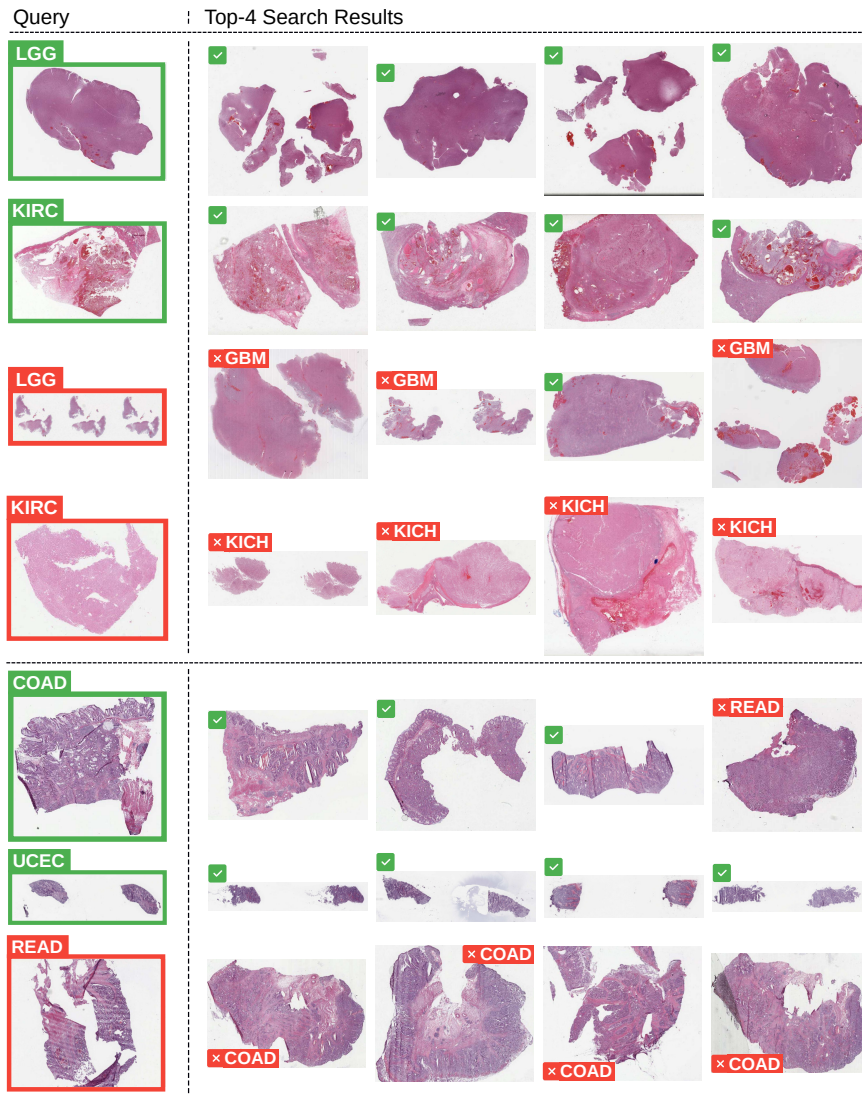 Query
Top-4 Search Results
LGG
KIRC
LGG
× GBM
× GBM
× GBM
KIRC
× KICH
× KICH
× KICH
× KICH
COAD
× READ
UCEC
READ
× COAD
× COAD
× COAD
× COAD